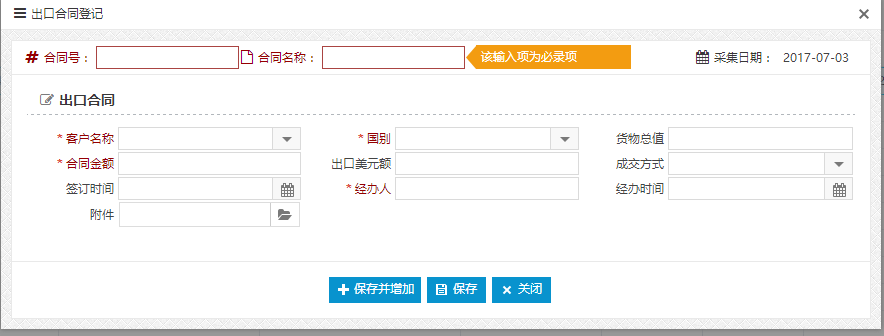 出口合同登记
# 合同号： 合同名称： 该输入项为必录项 采集日期： 2017-07-03
出口合同
* 客户名称 * 国别 货物总值
* 合同金额 出口美元额 成交方式
签订时间 * 经办人 经办时间
附件
保存并增加 保存 关闭